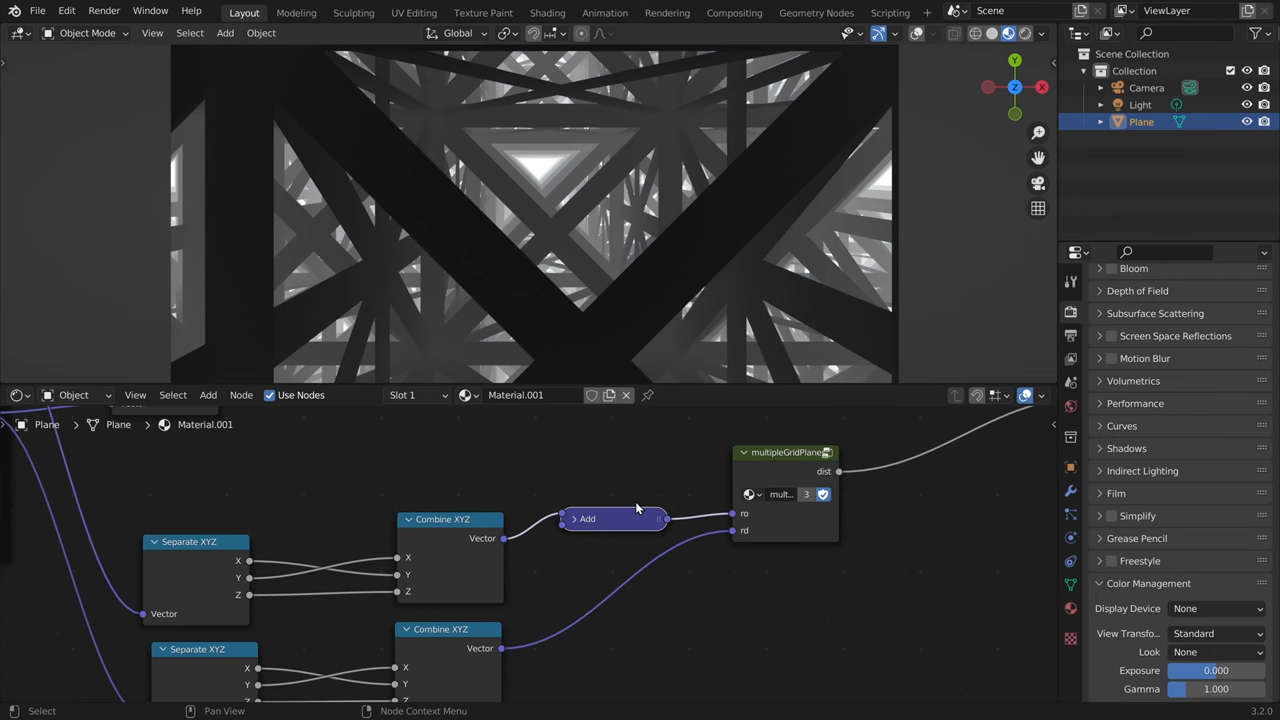 File Edit Render Window Help Layout Modeling Sculpting UV Editing Texture Paint Shading Animation Rendering Compositing Geometry Nodes Scripting + Scene ViewLayer
Object Mode View Select Add Object Global
Y
Z
X
Scene Collection
Collection
Camera
Light
Plane
Bloom
Depth of Field
Subsurface Scattering
Screen Space Reflections
Motion Blur
Volumetrics
Performance
Curves
Shadows
Indirect Lighting
Film
Simplify
Grease Pencil
Freestyle
Color Management
Display Device None
View Transfo... Standard
Look None
Exposure 0.000
Gamma 1.000
Object View Select Add Node Use Nodes Slot 1 Material.001
Plane Plane Material.001
multipleGridPlane
dist
mult... 3
ro
rd
Add
Combine XYZ
Vector
X
Y
Z
Separate XYZ
X
Y
Z
Vector
Combine XYZ
Vector
X
Y
Separate XYZ
X
Y
Select Pan View Node Context Menu 3.2.0